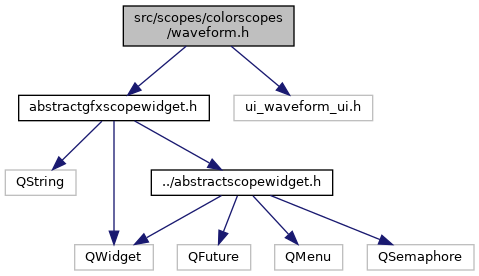 src/scopes/colorscopes
/waveform.h
abstractgfxscopewidget.h
ui_waveform_ui.h
QString
../abstractscopewidget.h
QWidget
QFuture
QMenu
QSemaphore